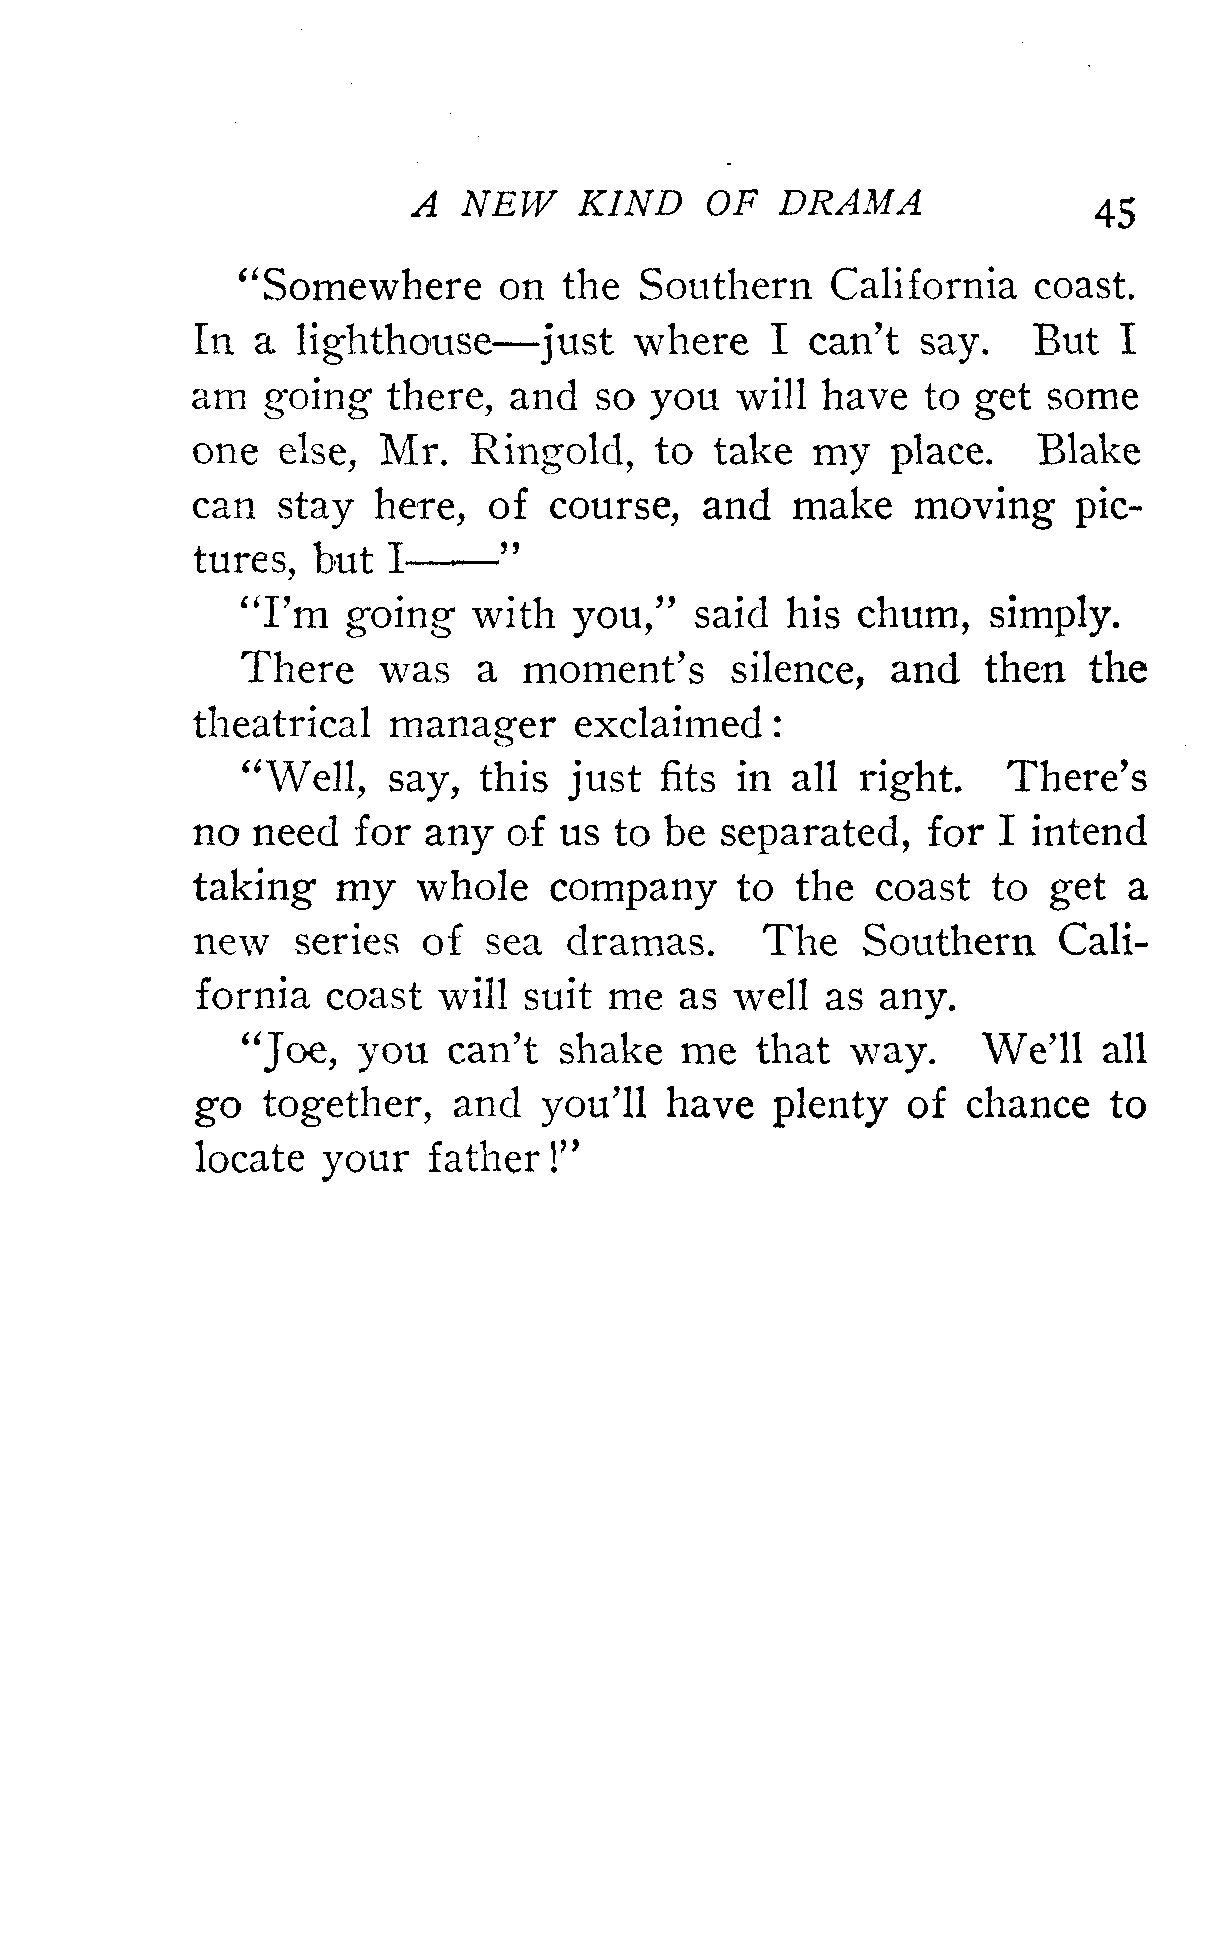 A NEW KIND OF DRAMA 45
“Somewhere on the Southern California coast.
In a lighthouse—just where I can’t say. But I
am going there, and so you will have to get some
one else, Mr. Ringold, to take my place. Blake
can stay here, of course, and make moving pic-
tures, but I——”
“I’m going with you,” said his chum, simply.
There was a moment’s silence, and then the
theatrical manager exclaimed:
“Well, say, this just fits in all right. There’s
no need for any of us to be separated, for I intend
taking my whole company to the coast to get a
new series of sea dramas. The Southern Cali-
fornia coast will suit me as well as any.
“Joe, you can’t shake me that way. We’ll all
go together, and you’ll have plenty of chance to
locate your father!”